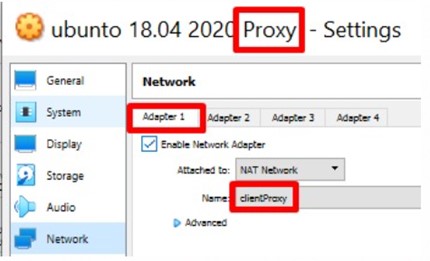 ubunto 18.04 2020 Proxy - Settings
General
System
Display
Storage
Audio
Network
Network
Adapter 1 Adapter 2 Adapter 3 Adapter 4
Enable Network Adapter
Attached to: NAT Network
Name: clientProxy
Advanced